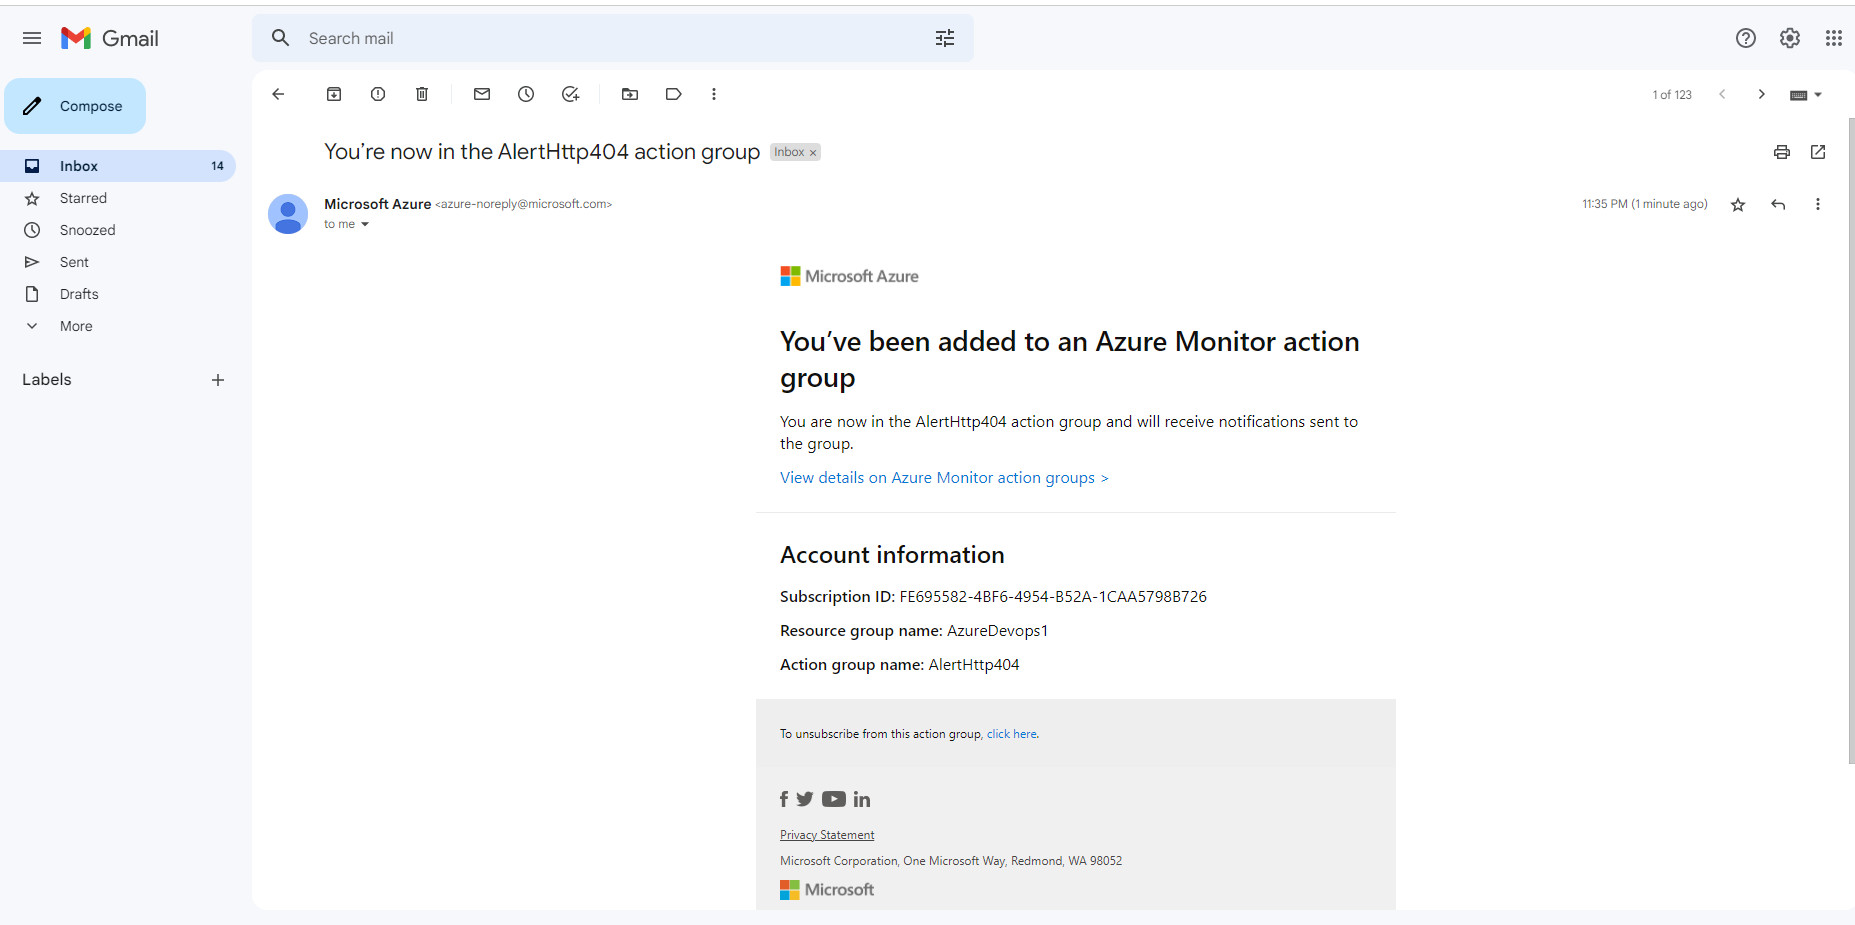 Gmail
Search mail
Compose
Inbox 14
Starred
Snoozed
Sent
Drafts
More
Labels
1 of 123
You’re now in the AlertHttp404 action group Inbox ×
Microsoft Azure <azure-noreply@microsoft.com>
to me
11:35 PM (1 minute ago)
Microsoft Azure
You’ve been added to an Azure Monitor action
group
You are now in the AlertHttp404 action group and will receive notifications sent to
the group.
View details on Azure Monitor action groups >
Account information
Subscription ID: FE695582-4BF6-4954-B52A-1CAA5798B726
Resource group name: AzureDevops1
Action group name: AlertHttp404
To unsubscribe from this action group, click here.
Privacy Statement
Microsoft Corporation, One Microsoft Way, Redmond, WA 98052
Microsoft